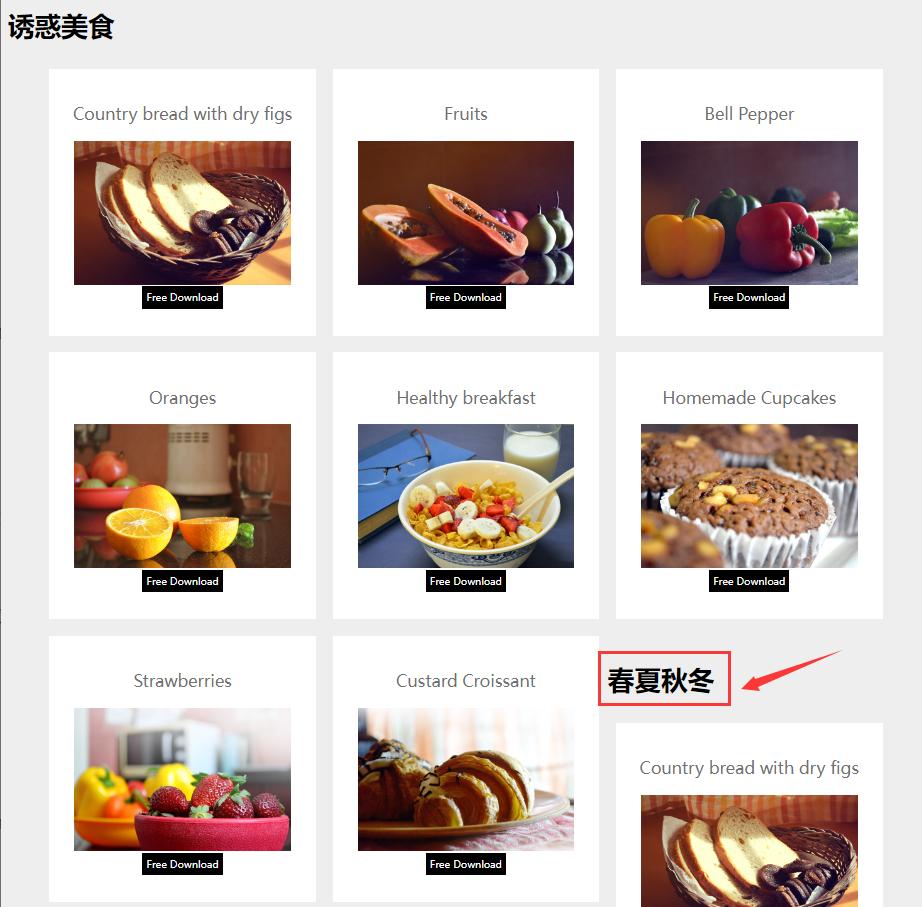 诱惑美食
Country bread with dry figs
Fruits
Bell Pepper
Free Download
Free Download
Free Download
Oranges
Healthy breakfast
Homemade Cupcakes
Free Download
Free Download
Free Download
Strawberries
Custard Croissant
Free Download
Free Download
春夏秋冬
Country bread with dry figs